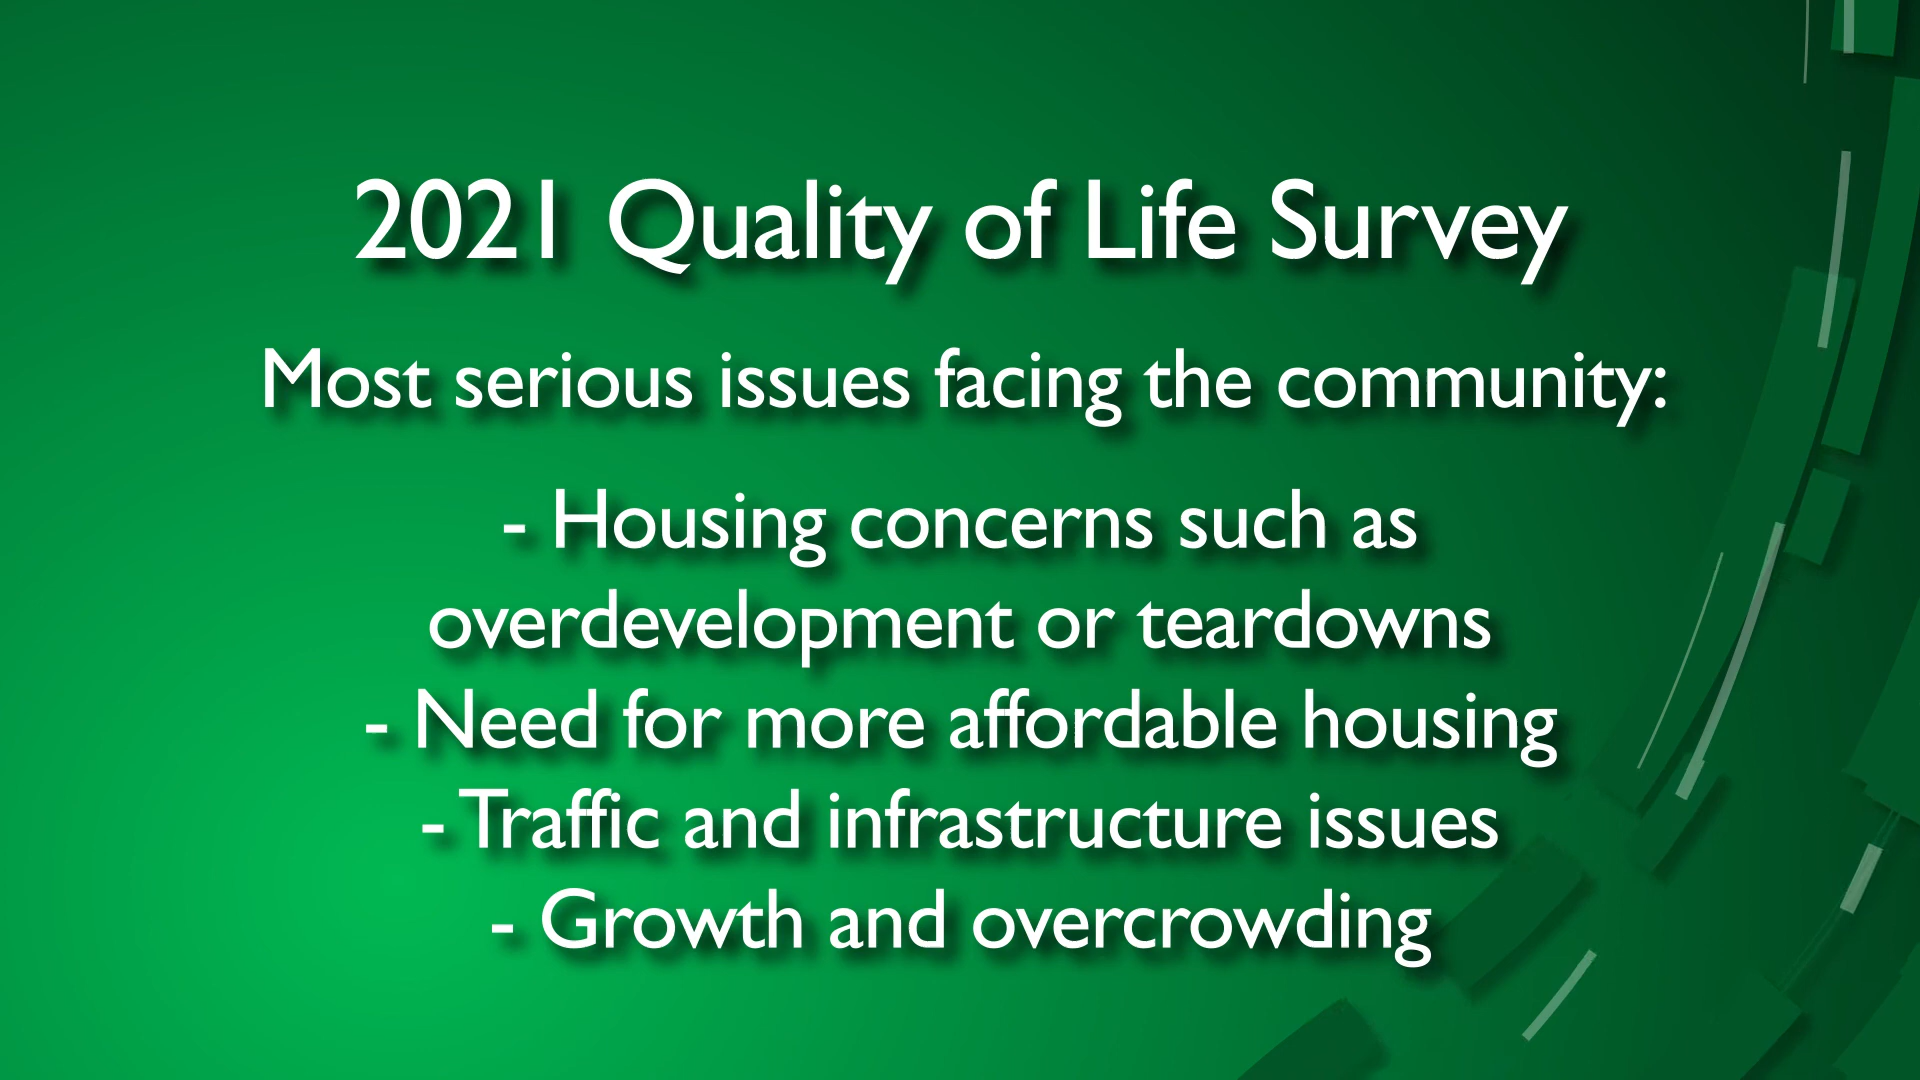 2021 Quality of Life Survey
Most serious issues facing the community:
- Housing concerns such as
overdevelopment or teardowns
- Need for more affordable housing
- Traffic and infrastructure issues
- Growth and overcrowding